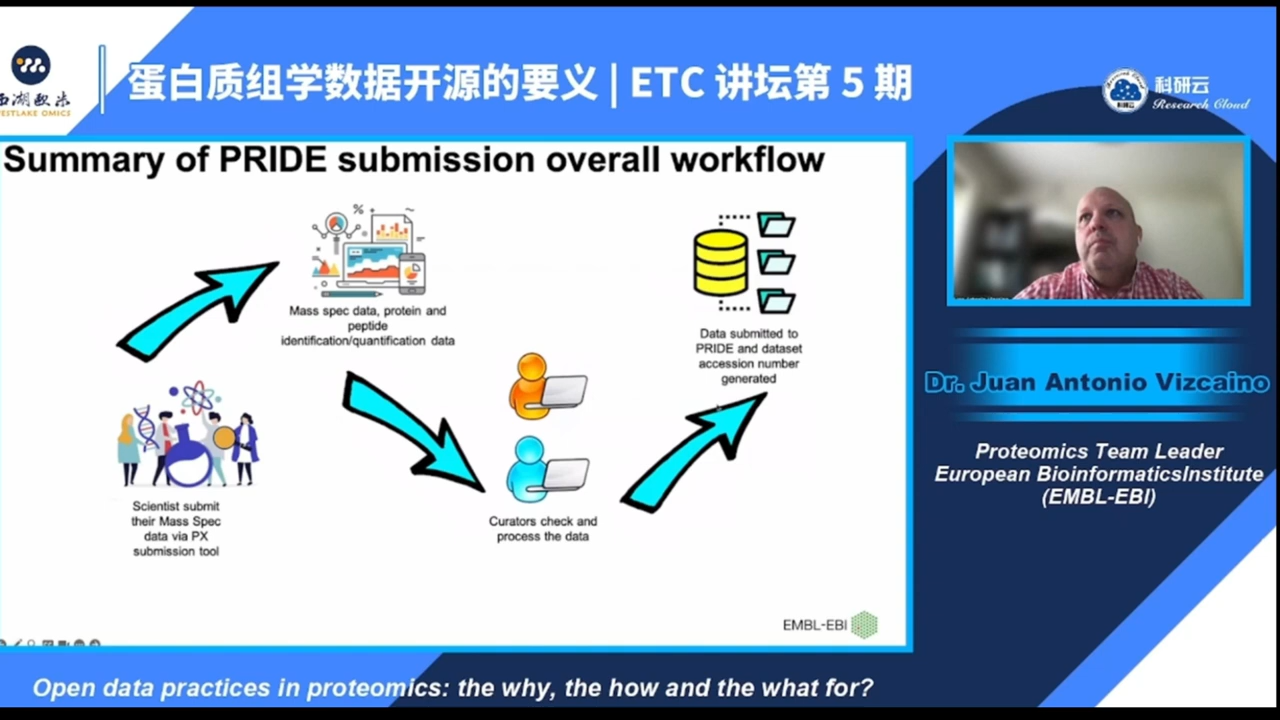 蛋白质组学数据开源的要义 | ETC 讲坛第 5 期
WESTLAKE OMICS
科研云
Research Cloud
Summary of PRIDE submission overall workflow
Mass spec data, protein and
peptide
identification/quantification data
Data submitted to
PRIDE and dataset
accession number
generated
Scientist submit
their Mass Spec
data via PX
submission tool
Curators check and
process the data
EMBL-EBI
Dr. Juan Antonio Vizcaino
Proteomics Team Leader
European BioinformaticsInstitute
(EMBL-EBI)
Open data practices in proteomics: the why, the how and the what for?